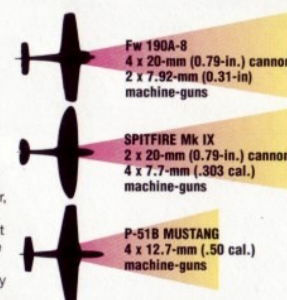 Fw 190A-8
4 x 20-mm (0.79-in.) cannon
2 x 7.92-mm (0.31-in)
machine-guns
SPITFIRE Mk IX
2 x 20-mm (0.79-in.) cannon
4 x 7.7-mm (.303 cal.)
machine-guns
P-51B MUSTANG
4 x 12.7-mm (.50 cal.)
machine-guns